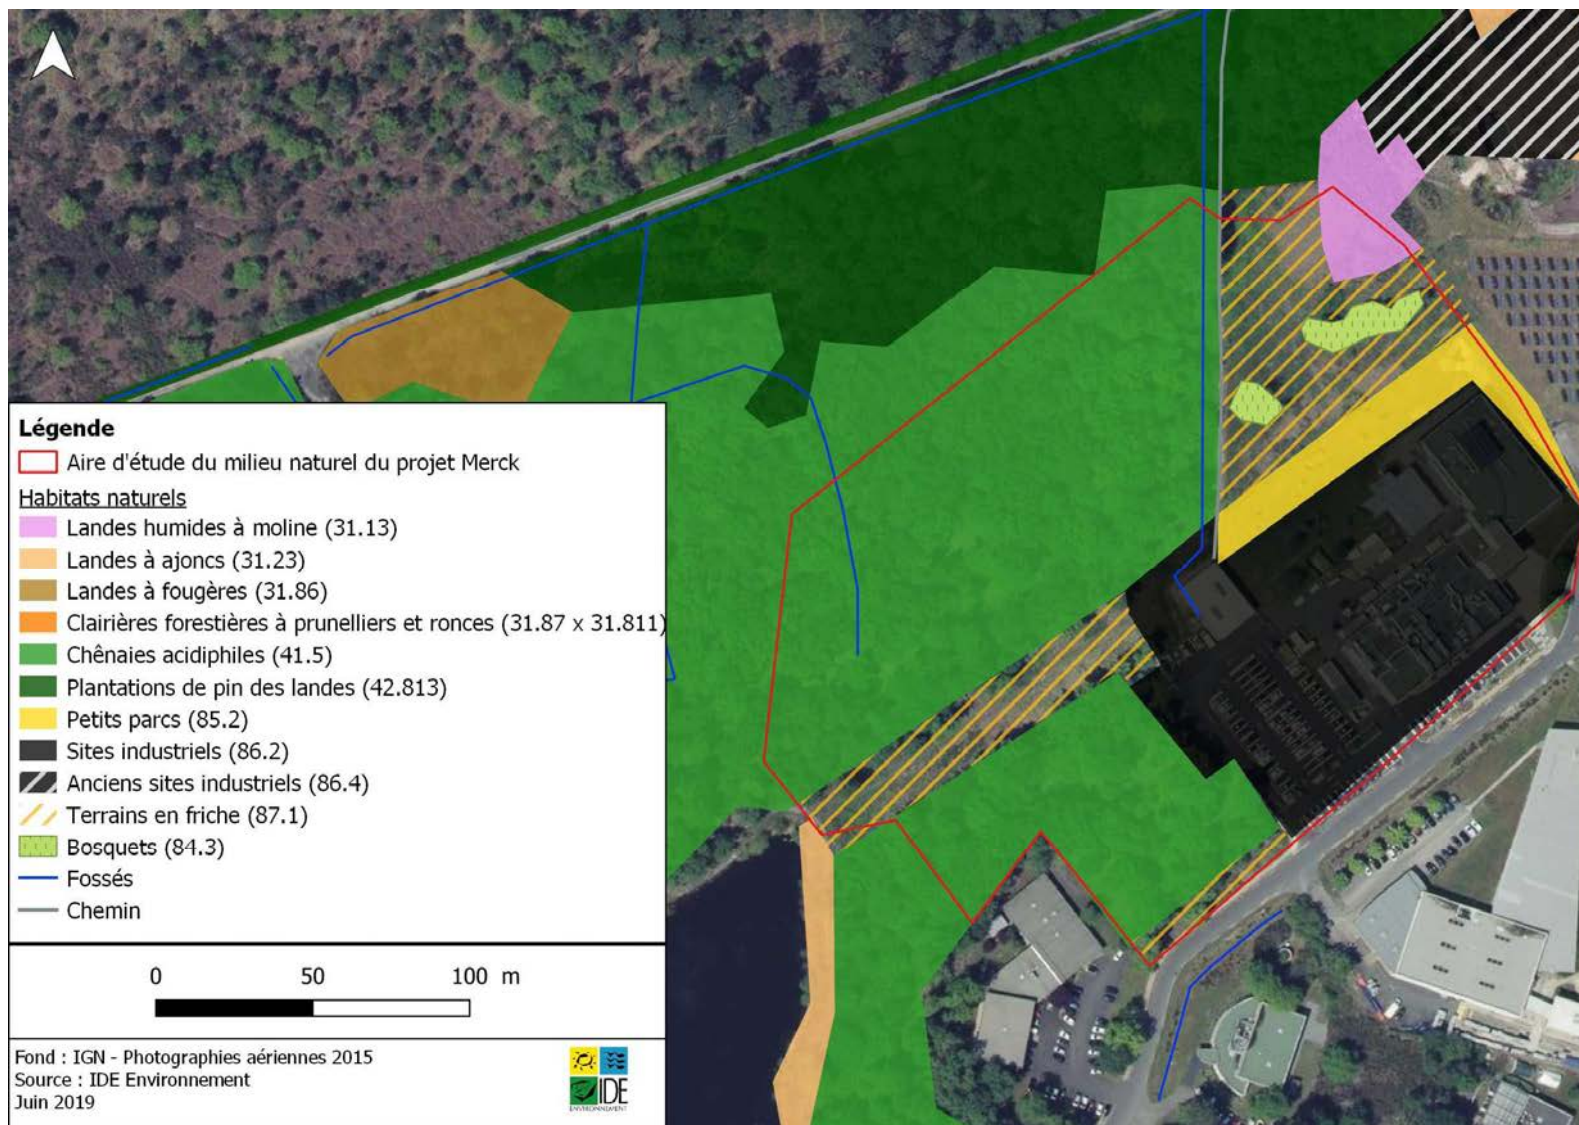 Légende
Aire d'étude du milieu naturel du projet Merck
Habitats naturels
Landes humides à moline (31.13)
Landes à ajoncs (31.23)
Landes à fougères (31.86)
Clairières forestières à prunelliers et ronces (31.87 x 31.811)
Chênaies acidiphiles (41.5)
Plantations de pin des landes (42.813)
Petits parcs (85.2)
Sites industriels (86.2)
Anciens sites industriels (86.4)
Terrains en friche (87.1)
Bosquets (84.3)
Fossés
Chemin
0 50 100 m
Fond : IGN - Photographies aériennes 2015
Source : IDE Environnement
Juin 2019
IDE
ENVIRONNEMENT